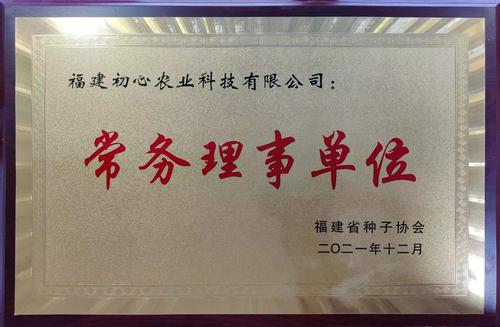 福建初心农业科技有限公司：
常务理事单位
福建省种子协会
二〇二一年十二月